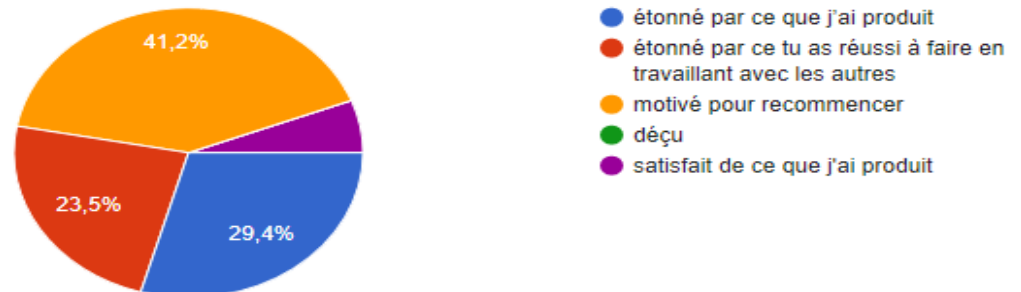 41,2%
23,5%
29,4%
étonné par ce que j'ai produit
étonné par ce tu as réussi à faire en
travaillant avec les autres
motivé pour recommencer
déçu
satisfait de ce que j'ai produit